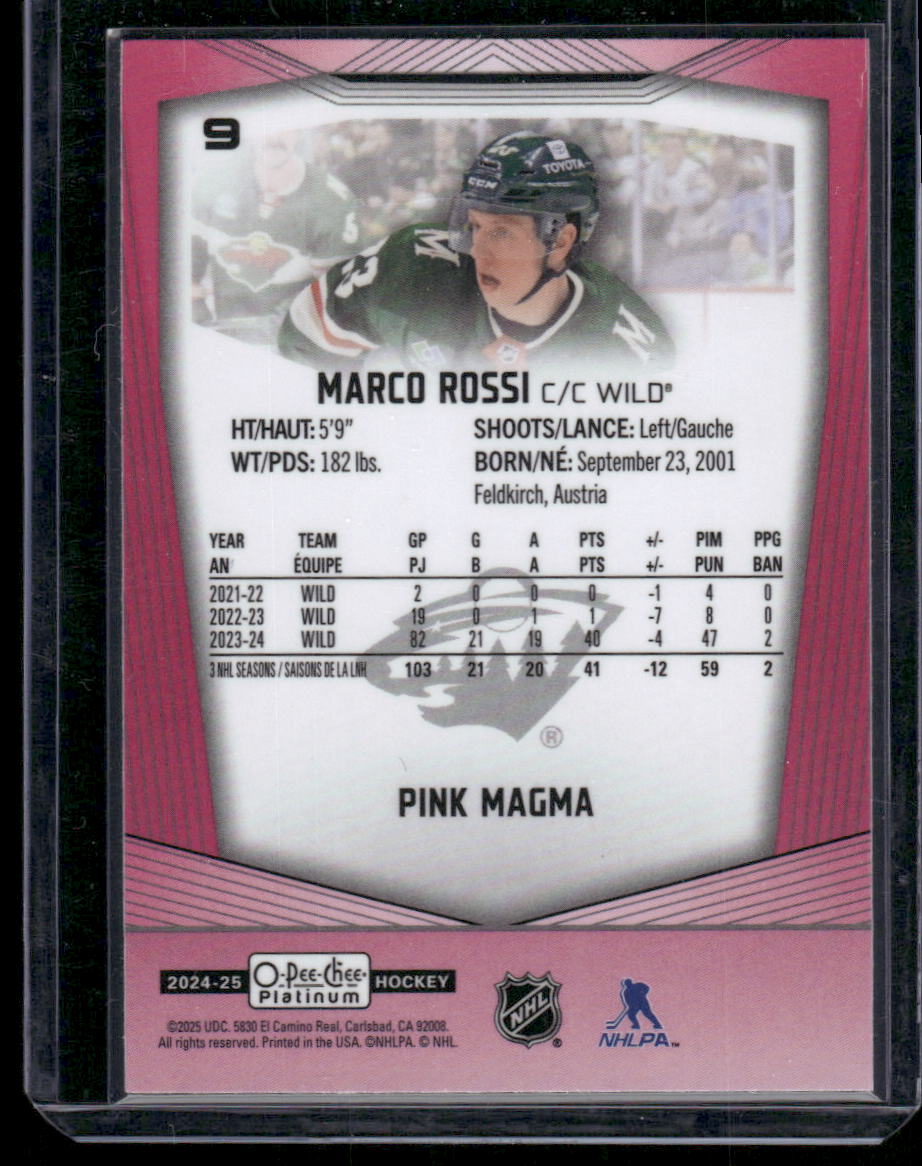 9
TOYOTA
CCM
M
M
MARCO ROSSI C/C WILD®
HT/HAUT: 5'9" SHOOTS/LANCE: Left/Gauche
WT/PDS: 182 lbs. BORN/NÉ: September 23, 2001
Feldkirch, Austria
YEAR TEAM GP G A PTS +/- PIM PPG
AN ÉQUIPE PJ B A PTS +/- PUN BAN
2021-22 WILD 2 0 0 0 -1 4 0
2022-23 WILD 19 0 1 1 -7 8 0
2023-24 WILD 82 21 19 40 -4 47 2
3 NHL SEASONS / SAISONS DE LA LNH 103 21 20 41 -12 59 2
®
PINK MAGMA
2024-25 O-Pee-Chee® HOCKEY
Platinum
©2025 UDC. 5830 El Camino Real, Carlsbad, CA 92008.
All rights reserved. Printed in the USA. ©NHLPA. © NHL.
NHL ®
NHLPA™